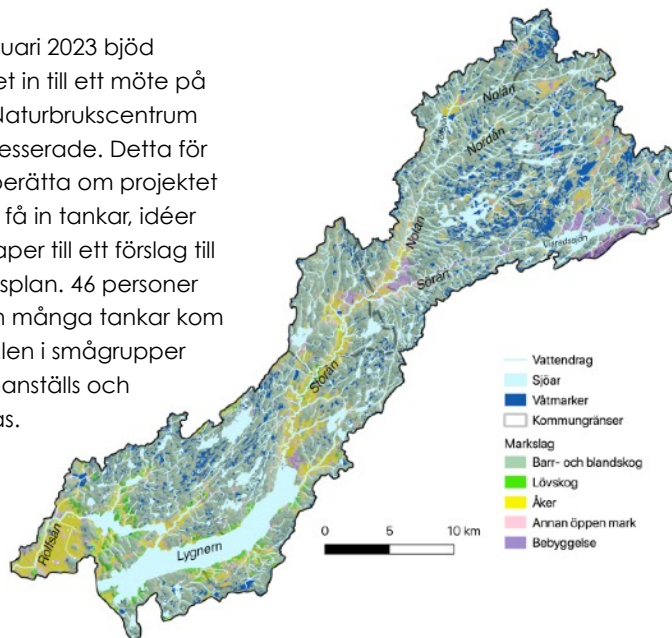 uari 2023 bjöd
et in till ett möte på
Naturbrukscentrum
esserade. Detta för
berätta om projektet
få in tankar, idéer
aper till ett förslag till
splan. 46 personer
n många tankar kom
len i smågrupper
anställs och
as.
Nolån
Nordån
Nolån
Viaredssjön
Sörån
Storån
Lygnern
Rolfsån
Vattendrag
Sjöar
Våtmarker
Kommungränser
Markslag
Barr- och blandskog
Lövskog
Åker
Annan öppen mark
Bebyggelse
0 5 10 km